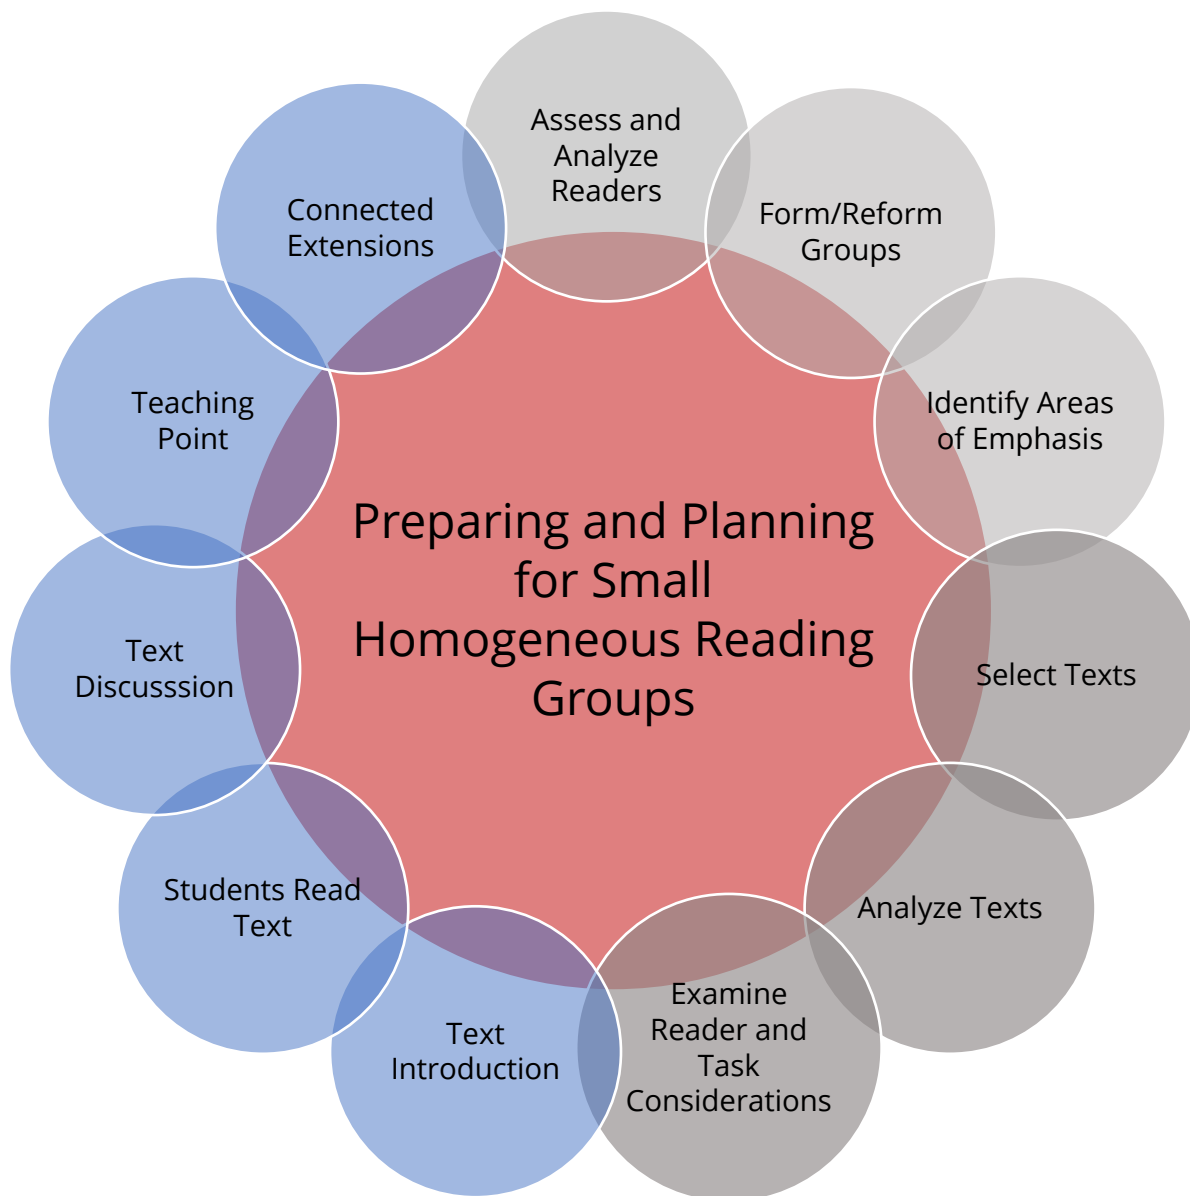 Assess and
Analyze
Readers
Form/Reform
Groups
Identify Areas
of Emphasis
Select Texts
Analyze Texts
Examine
Reader and
Task
Considerations
Text
Introduction
Students Read
Text
Text
Discusssion
Teaching
Point
Connected
Extensions
Preparing and Planning
for Small
Homogeneous Reading
Groups